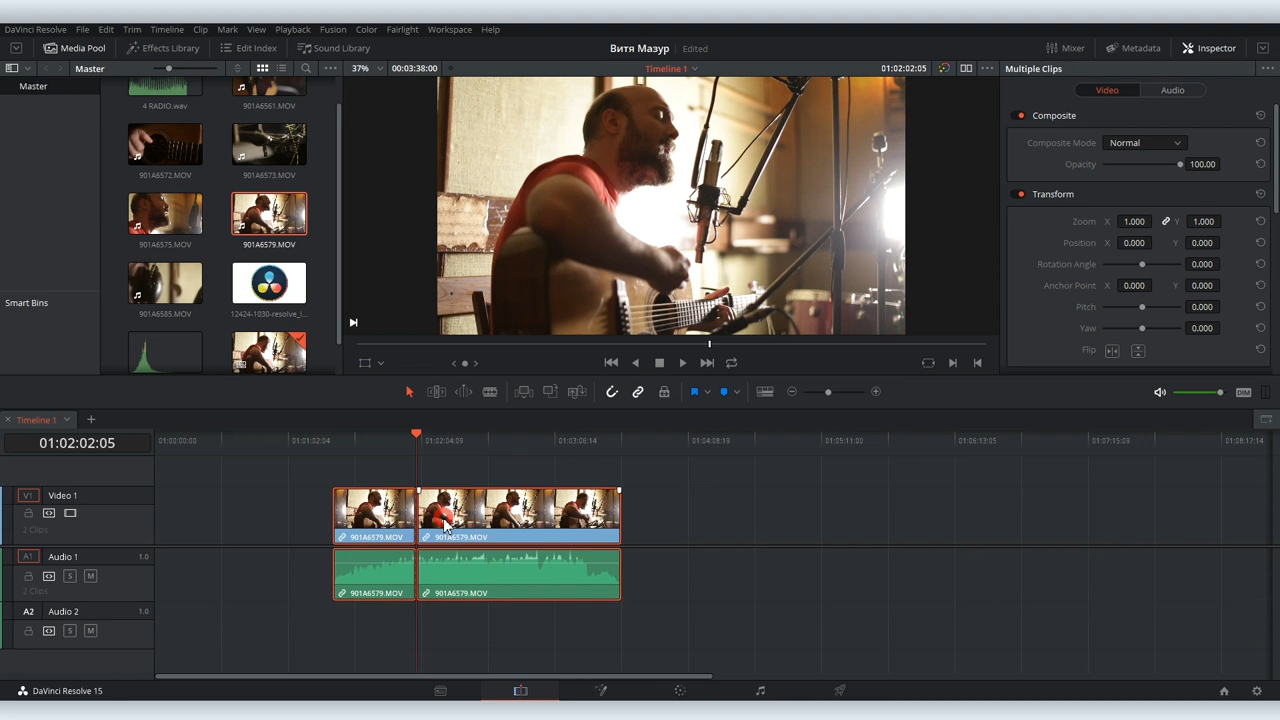 DaVinci Resolve File Edit Trim Timeline Clip Mark View Playback Fusion Color Fairlight Workspace Help
Media Pool Effects Library Edit Index Sound Library Витя Мазур Edited Mixer Metadata Inspector
Master 37% 00:03:38:00 Timeline 1 01:02:02:05 Multiple Clips
Master
4 RADIO.wav 901A6561.MOV
901A6572.MOV 901A6573.MOV
901A6575.MOV 901A6579.MOV
901A6585.MOV 12424-1030-resolve_l...
Smart Bins
Video Audio
Composite
Composite Mode Normal
Opacity 100.00
Transform
Zoom X 1.000 Y 1.000
Position X 0.000 Y 0.000
Rotation Angle 0.000
Anchor Point X 0.000 Y 0.000
Pitch 0.000
Yaw 0.000
Flip
DIM
Timeline 1
01:02:02:05 01:00:00:00 01:01:02:04 01:02:04:09 01:03:06:14 01:04:08:19 01:05:11:00 01:06:13:05 01:07:15:09 01:08:17:14
V1 Video 1
2 Clips
901A6579.MOV 901A6579.MOV
A1 Audio 1 1.0
S M
2 Clips
901A6579.MOV 901A6579.MOV
A2 Audio 2 1.0
S M
DaVinci Resolve 15